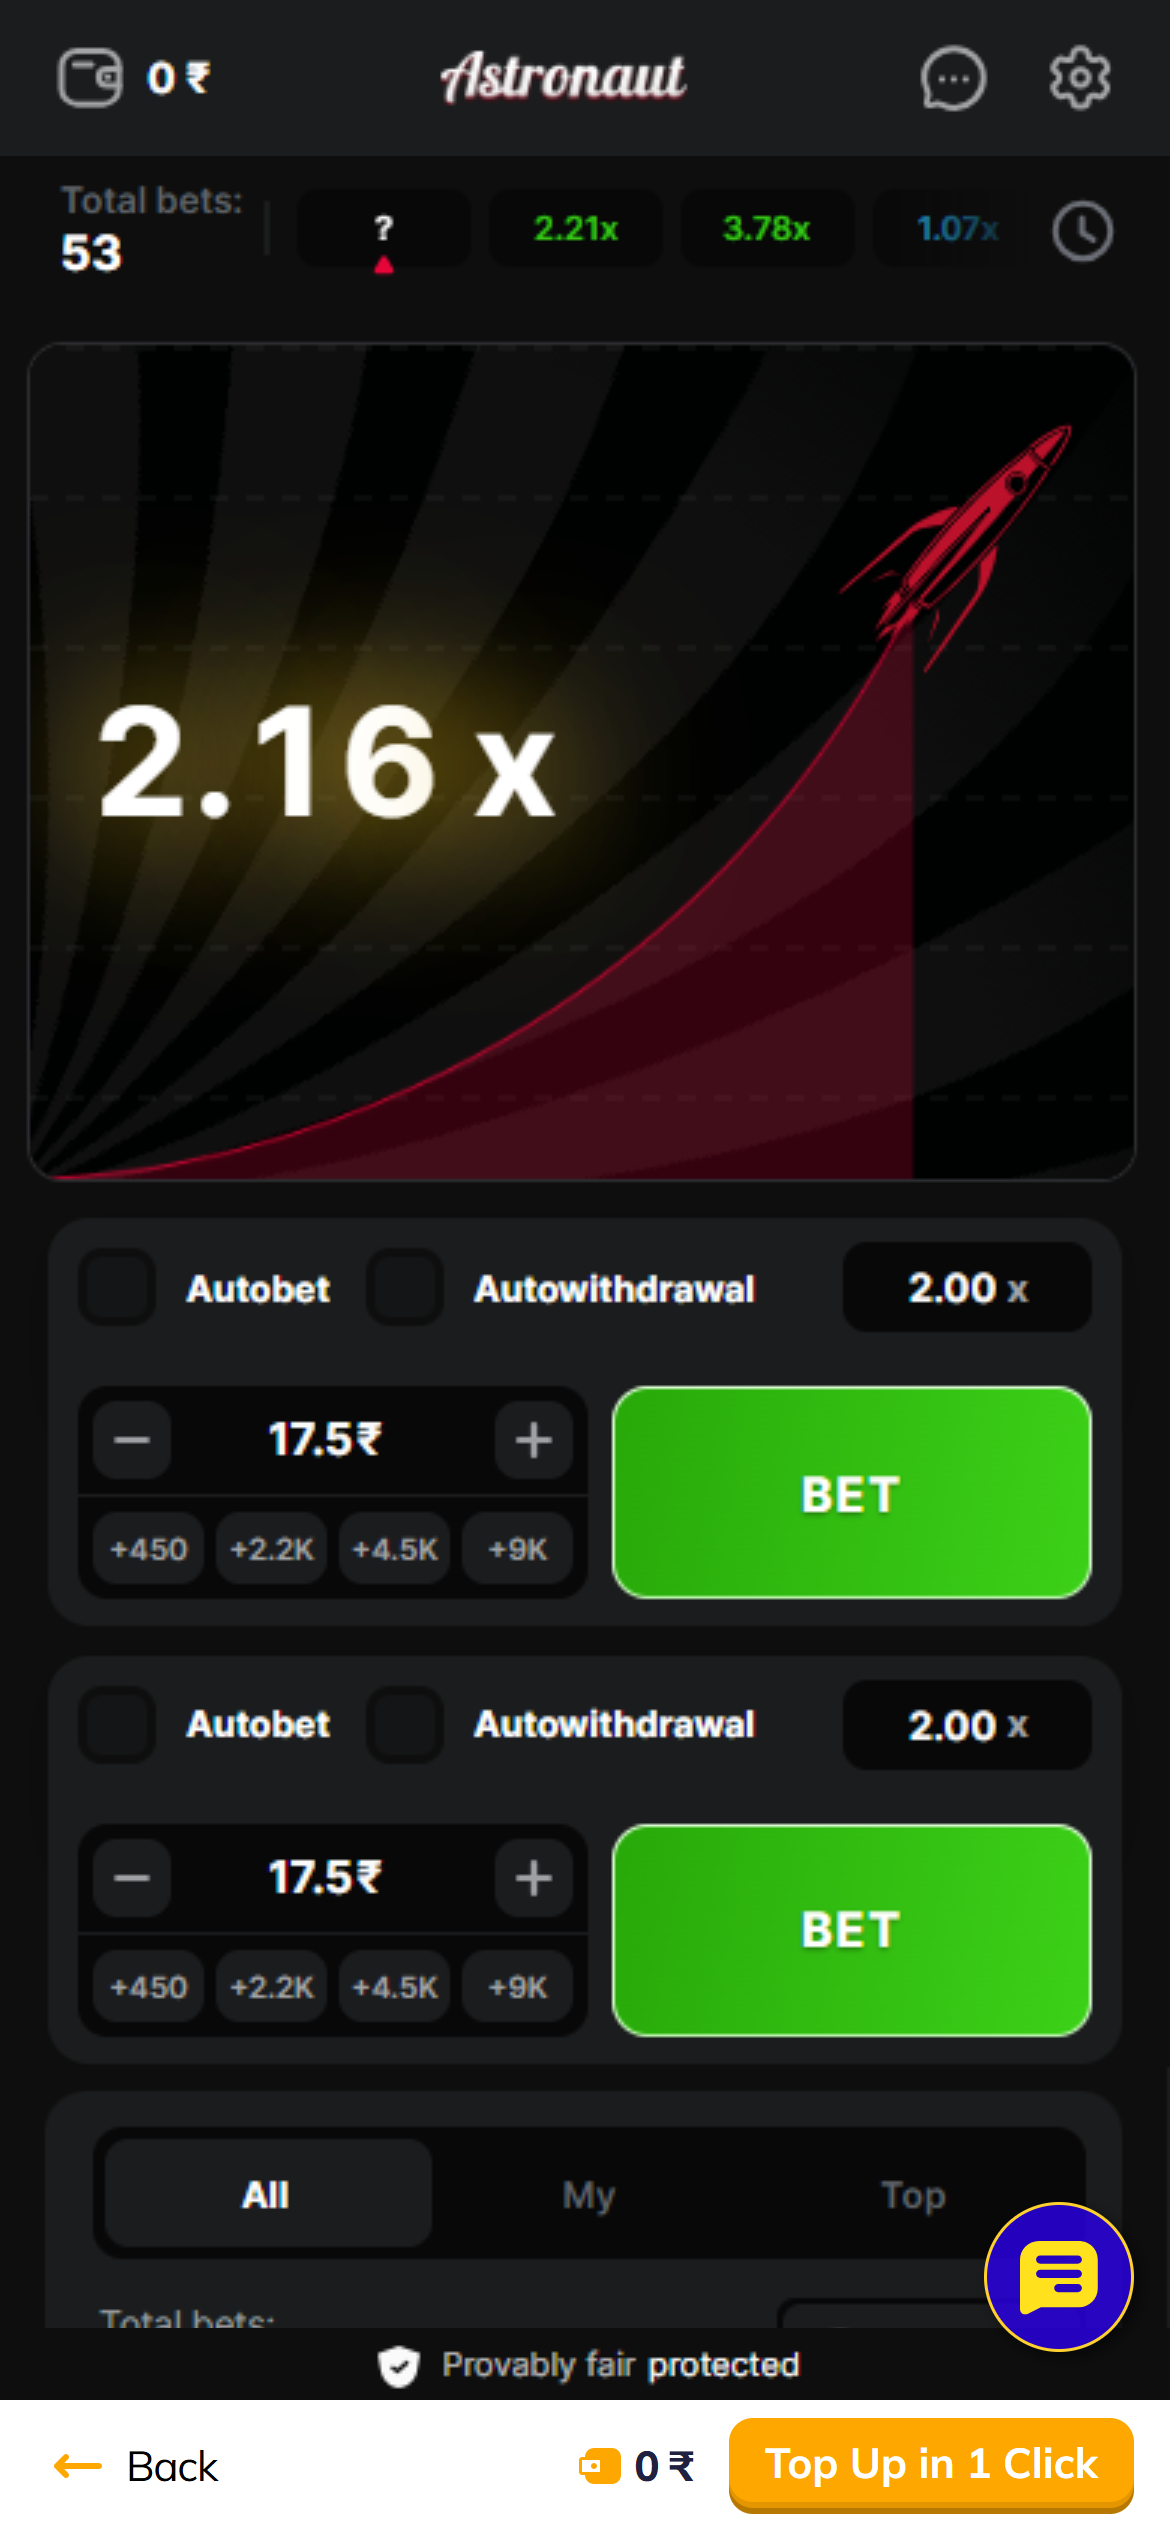 0 ₹
Astronaut
Total bets:
53
?
2.21x
3.78x
1.07x
2.16 x
Autobet
Autowithdrawal
2.00 x
17.5₹
+450
+2.2K
+4.5K
+9K
BET
Autobet
Autowithdrawal
2.00 x
17.5₹
+450
+2.2K
+4.5K
+9K
BET
All
My
Top
Total bets:
Provably fair protected
Back
0 ₹
Top Up in 1 Click